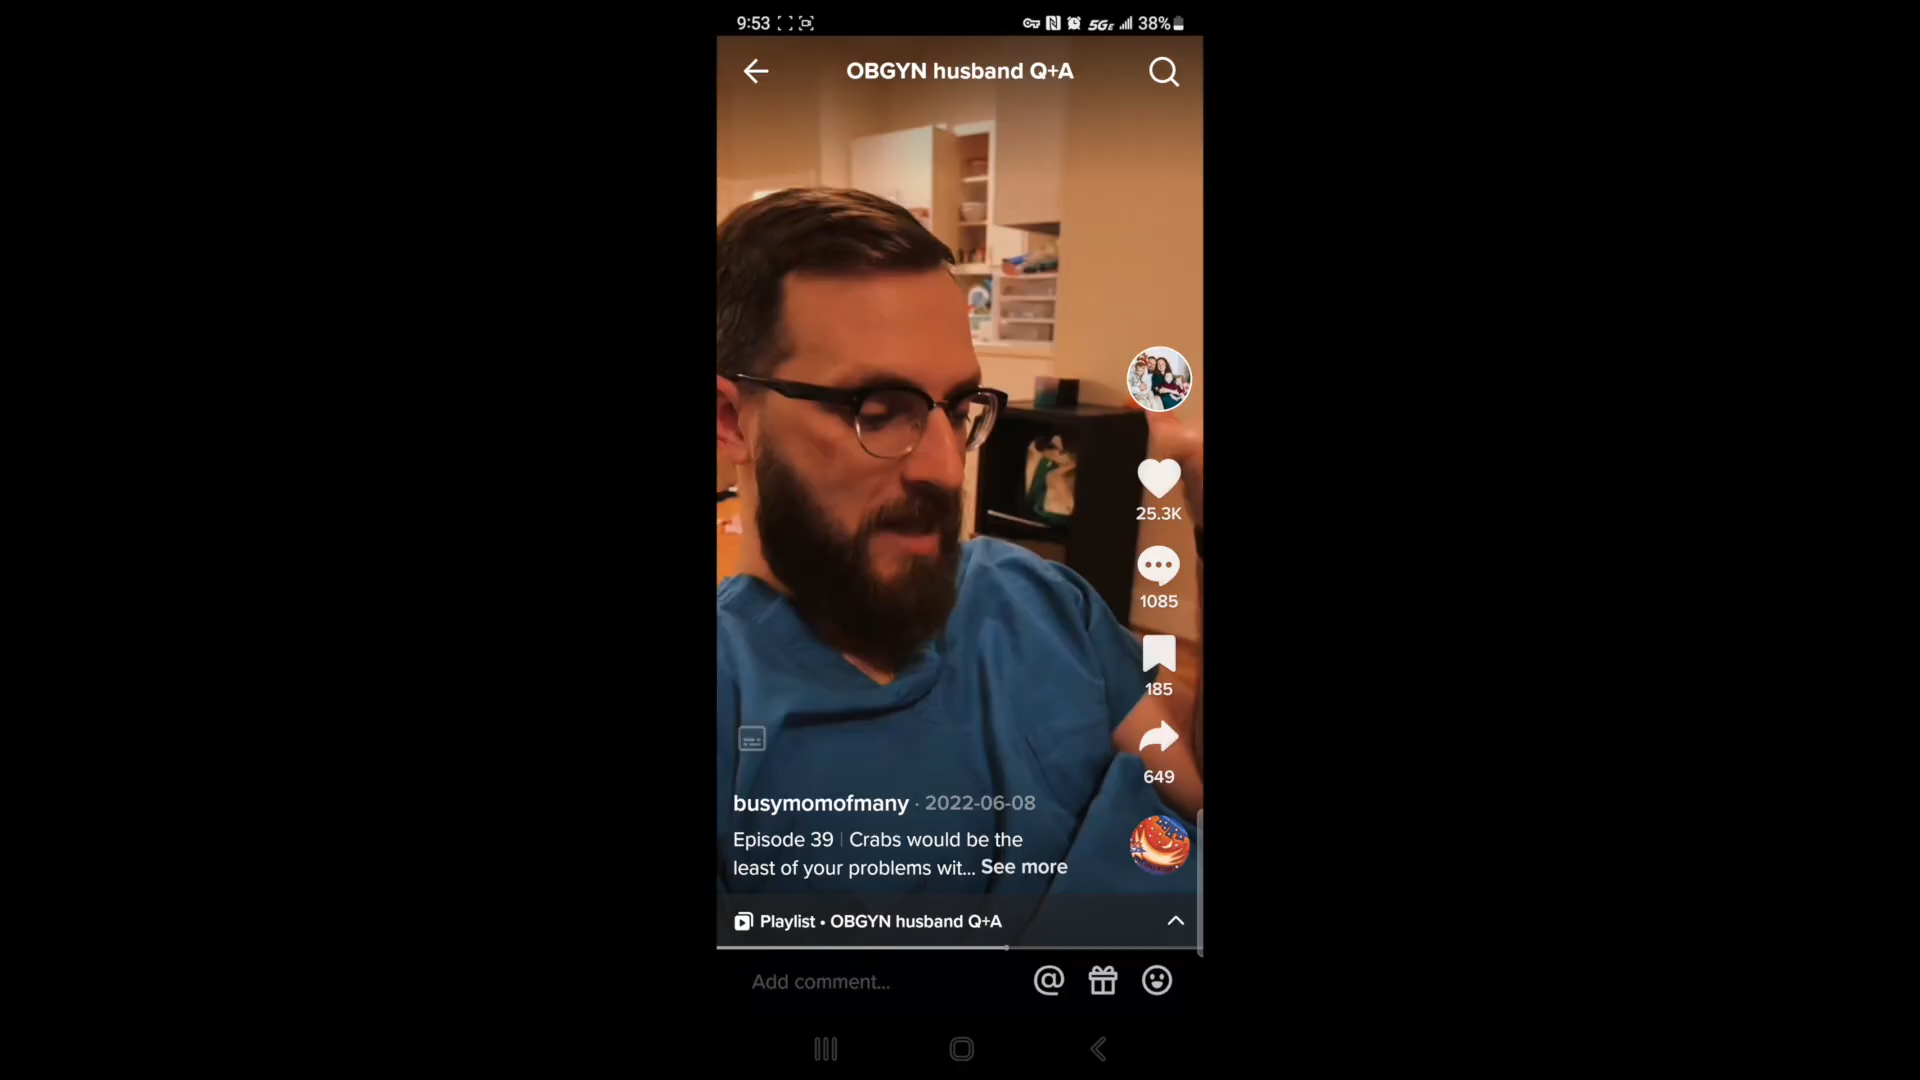 9:53 5GE 38%
OBGYN husband Q+A
25.3K
1085
185
649
busymomofmany · 2022-06-08
Episode 39 | Crabs would be the
least of your problems wit... See more
Playlist • OBGYN husband Q+A
Add comment...